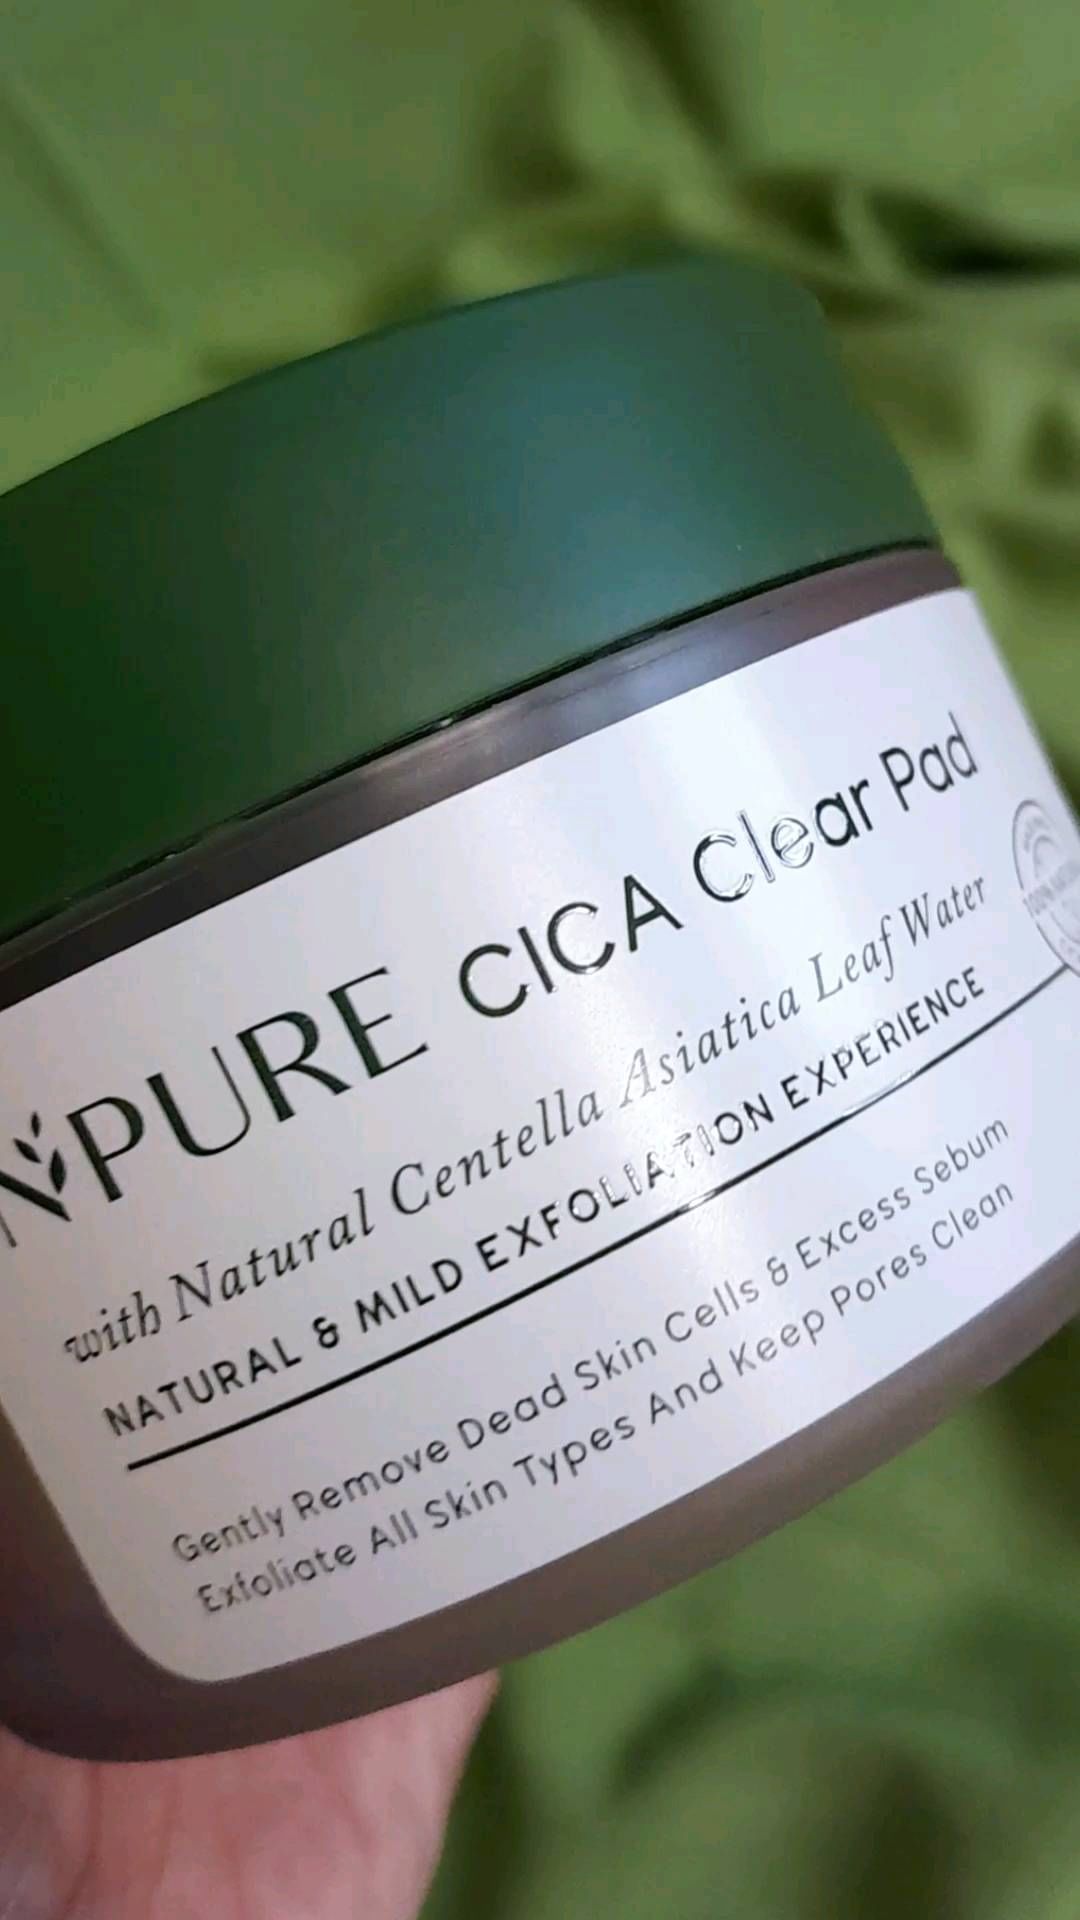 NPURE CICA Clear Pad
with Natural Centella Asiatica Leaf Water
NATURAL & MILD EXFOLIATION EXPERIENCE
Gently Remove Dead Skin Cells & Excess Sebum
Exfoliate All Skin Types And Keep Pores Clean